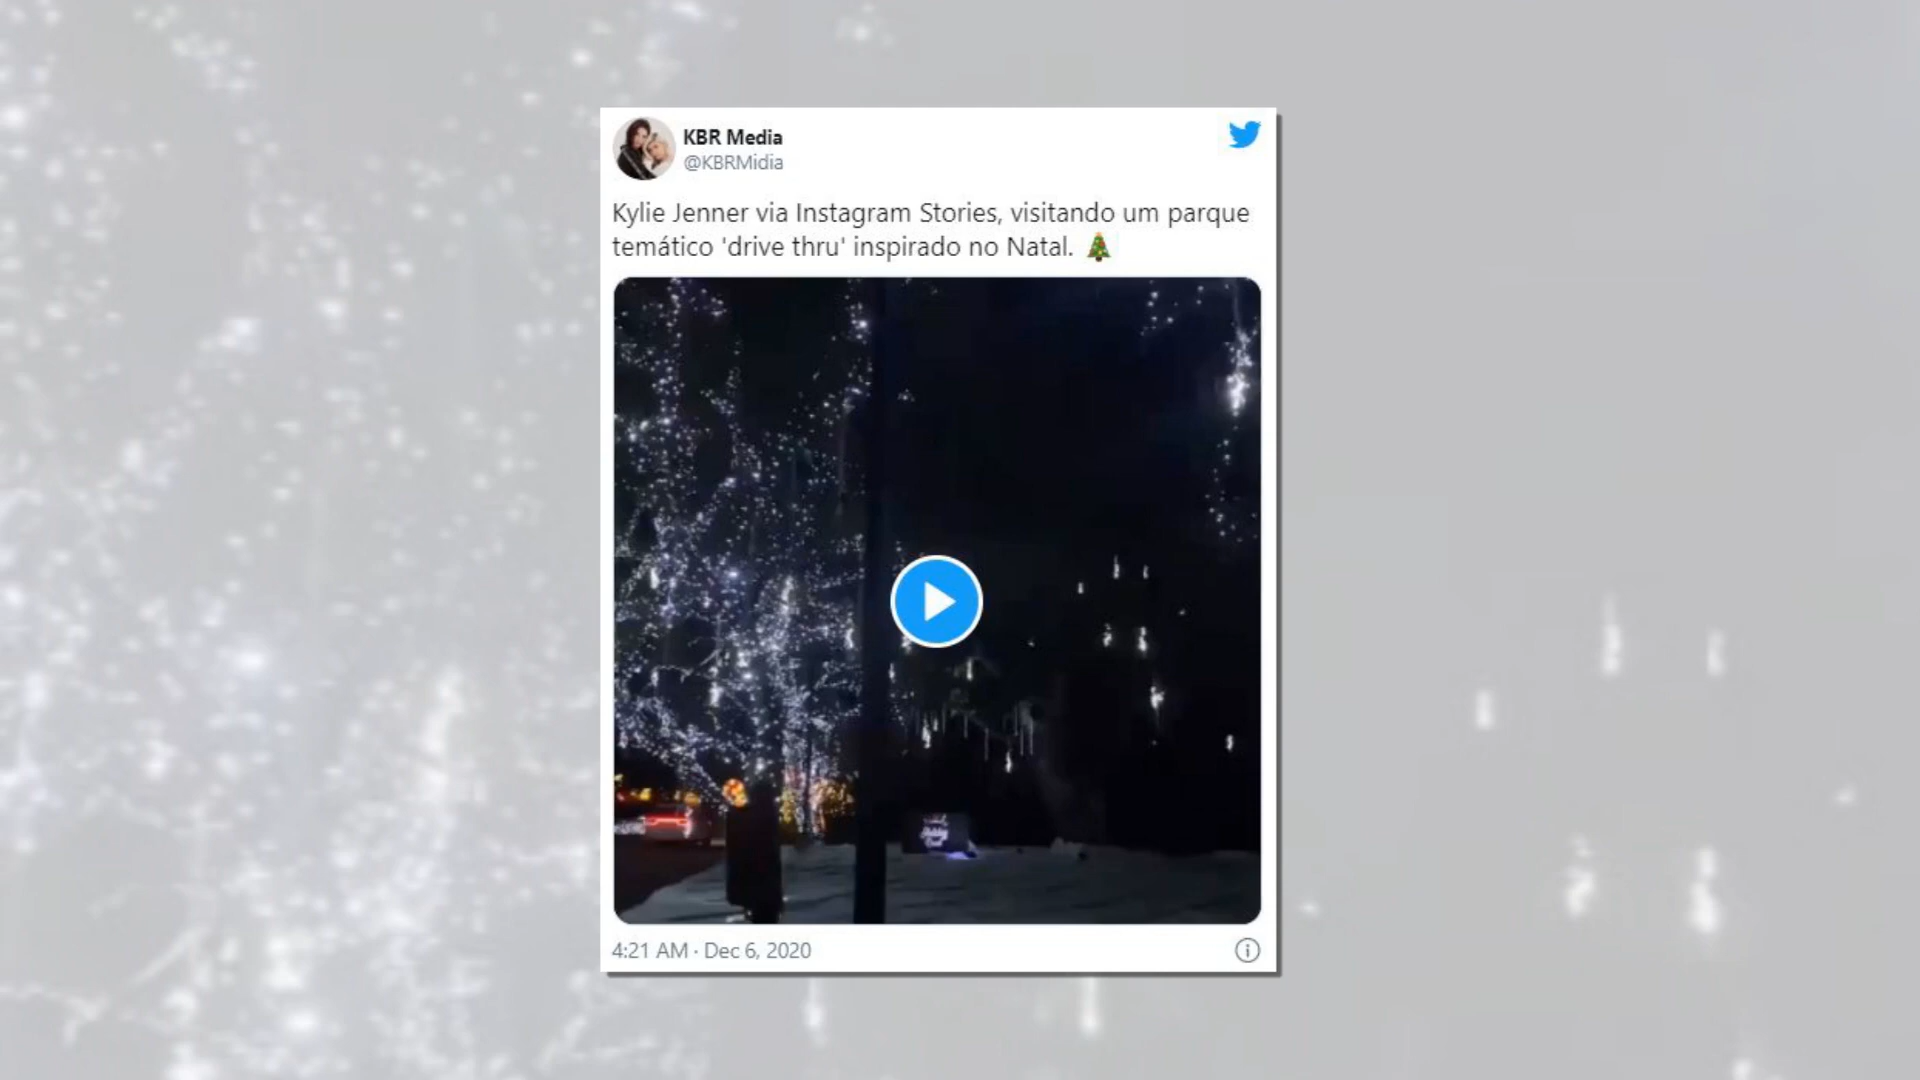 KBR Media
@KBRMidia
Kylie Jenner via Instagram Stories, visitando um parque
temático 'drive thru' inspirado no Natal. 🎄
4:21 AM · Dec 6, 2020